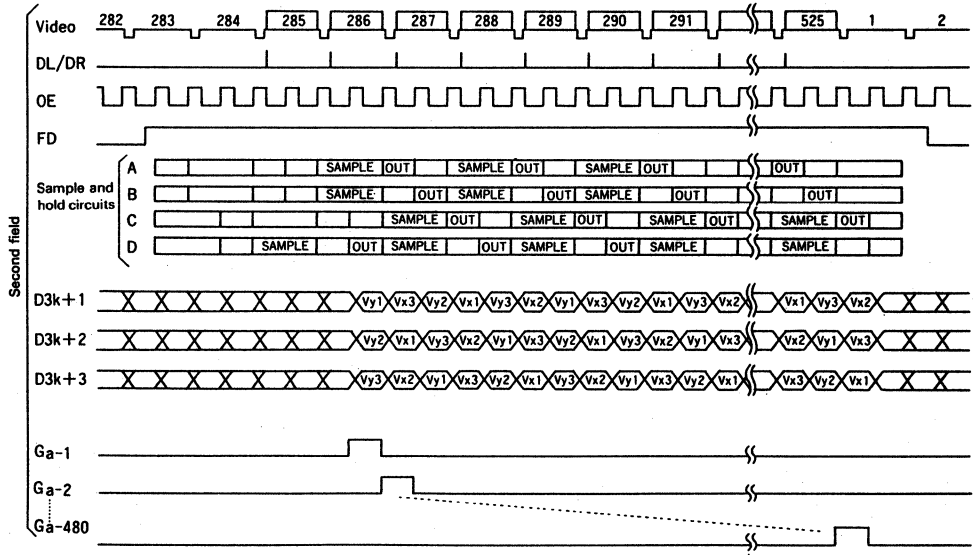 Second field
Video 282 283 284 285 286 287 288 289 290 291 525 1 2
DL/DR
OE
FD
Sample and hold circuits
A SAMPLE OUT SAMPLE OUT SAMPLE OUT OUT
B SAMPLE OUT SAMPLE OUT SAMPLE OUT OUT
C SAMPLE OUT SAMPLE OUT SAMPLE OUT SAMPLE OUT
D SAMPLE OUT SAMPLE OUT SAMPLE OUT SAMPLE SAMPLE
D3k+1 Vy1 Vx3 Vy2 Vx1 Vy3 Vx2 Vy1 Vx3 Vy2 Vx1 Vy3 Vx2 Vx1 Vy3 Vx2
D3k+2 Vy2 Vx1 Vy3 Vx2 Vy1 Vx3 Vy2 Vx1 Vy3 Vx2 Vy1 Vx3 Vx2 Vy1 Vx3
D3k+3 Vy3 Vx2 Vy1 Vx3 Vy2 Vx1 Vy3 Vx2 Vy1 Vx3 Vy2 Vx1 Vx3 Vy2 Vx1
Ga-1
Ga-2
Ga-480